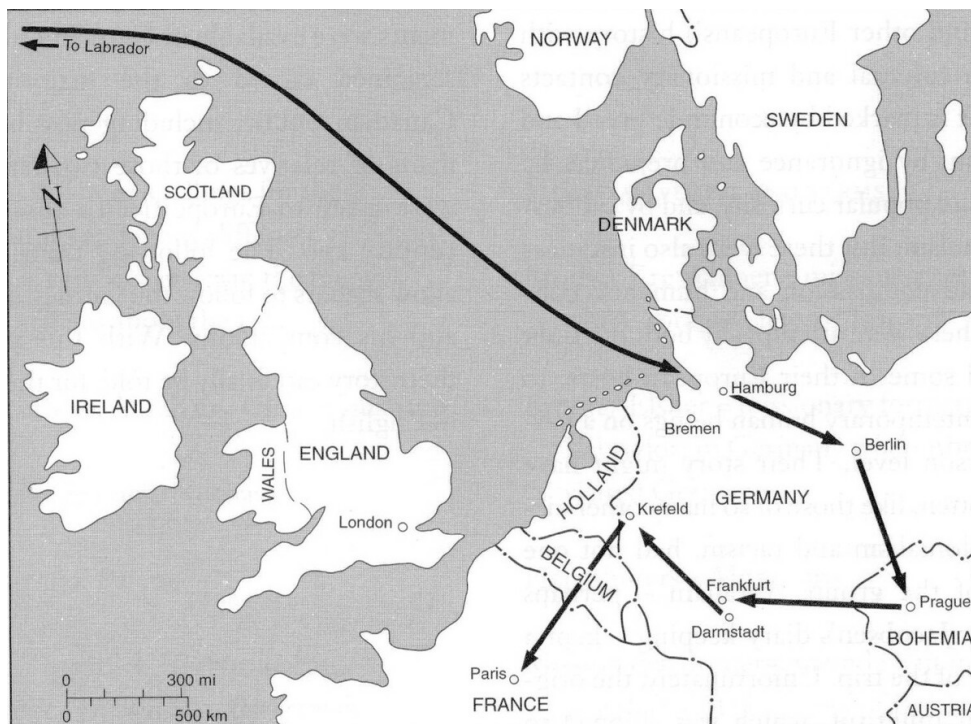 To Labrador
NORWAY
SWEDEN
N
SCOTLAND
DENMARK
IRELAND
Hamburg
Bremen
Berlin
ENGLAND
WALES
HOLLAND
GERMANY
London
Krefeld
BELGIUM
Frankfurt
Prague
Darmstadt
BOHEMIA
Paris
0 300 mi
0 500 km
FRANCE
AUSTRIA